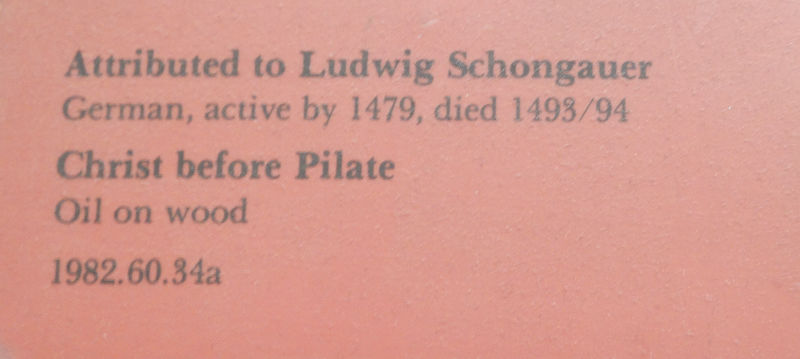 Attributed to Ludwig Schongauer
German, active by 1479, died 1493/94
Christ before Pilate
Oil on wood
1982.60.34a